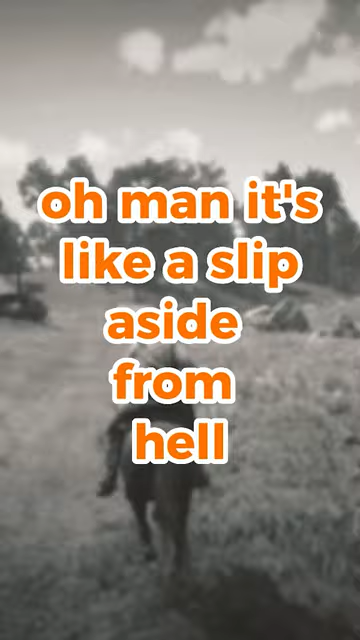 oh man it's
like a slip
aside
from
hell